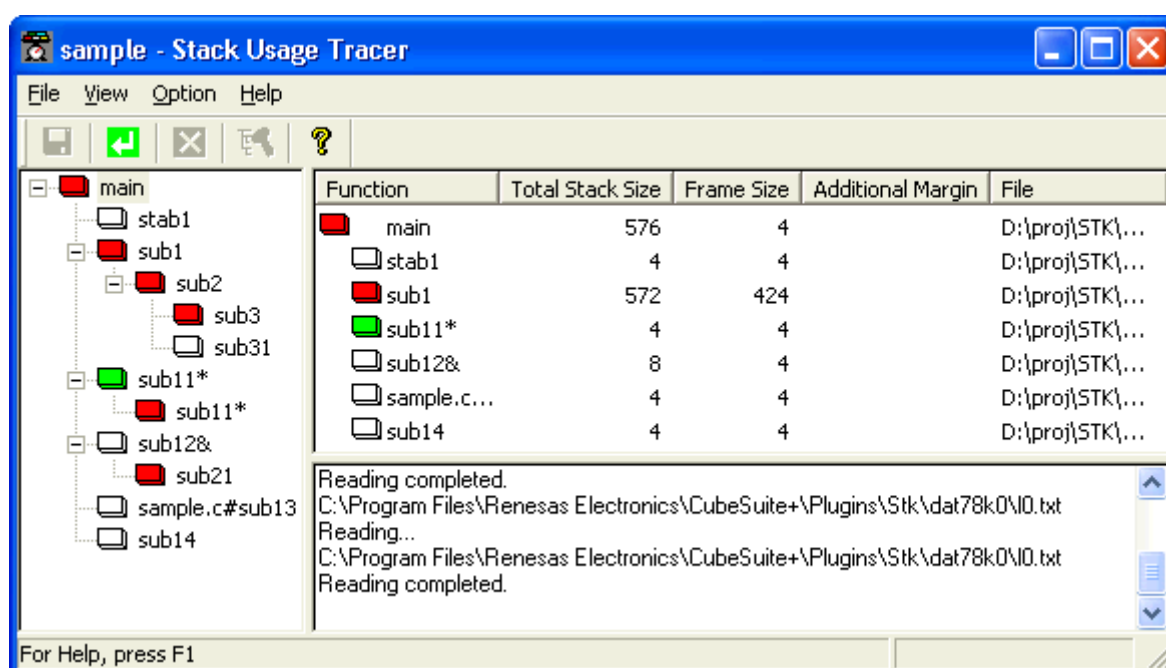 sample - Stack Usage Tracer
File View Option Help
main
stab1
sub1
sub2
sub3
sub31
sub11*
sub11*
sub12&
sub21
sample.c#sub13
sub14
Function Total Stack Size Frame Size Additional Margin File
main 576 4 D:\proj\STK\...
stab1 4 4 D:\proj\STK\...
sub1 572 424 D:\proj\STK\...
sub11* 4 4 D:\proj\STK\...
sub12& 8 4 D:\proj\STK\...
sample.c... 4 4 D:\proj\STK\...
sub14 4 4 D:\proj\STK\...
Reading completed.
C:\Program Files\Renesas Electronics\CubeSuite+\Plugins\Stk\dat78k0\l0.txt
Reading...
C:\Program Files\Renesas Electronics\CubeSuite+\Plugins\Stk\dat78k0\l0.txt
Reading completed.
For Help, press F1